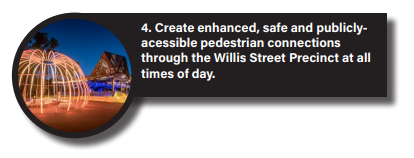 4. Create enhanced, safe and publicly-
acessible pedestrian connections
through the Willis Street Precinct at all
times of day.